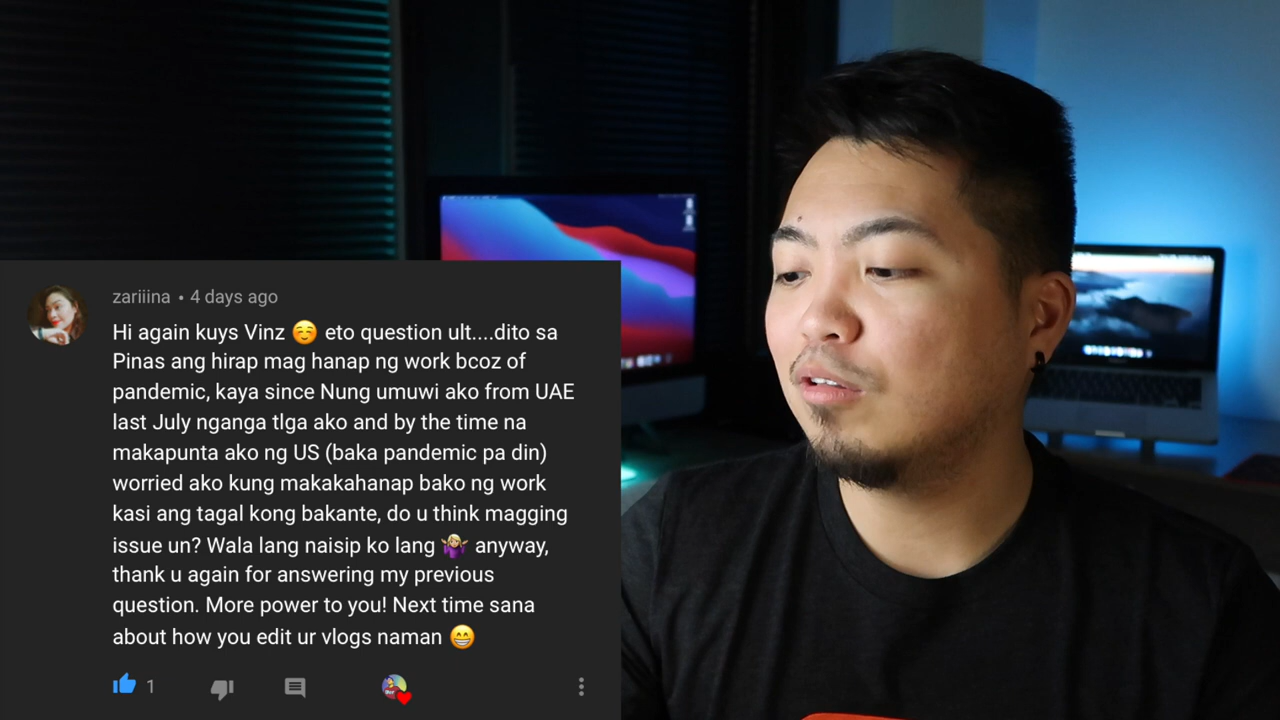 zariiina • 4 days ago
Hi again kuys Vinz ☺️ eto question ult....dito sa
Pinas ang hirap mag hanap ng work bcoz of
pandemic, kaya since Nung umuwi ako from UAE
last July nganga tlga ako and by the time na
makapunta ako ng US (baka pandemic pa din)
worried ako kung makakahanap bako ng work
kasi ang tagal kong bakante, do u think magging
issue un? Wala lang naisip ko lang 🤷🏼‍♀️ anyway,
thank u again for answering my previous
question. More power to you! Next time sana
about how you edit ur vlogs naman 😁
1